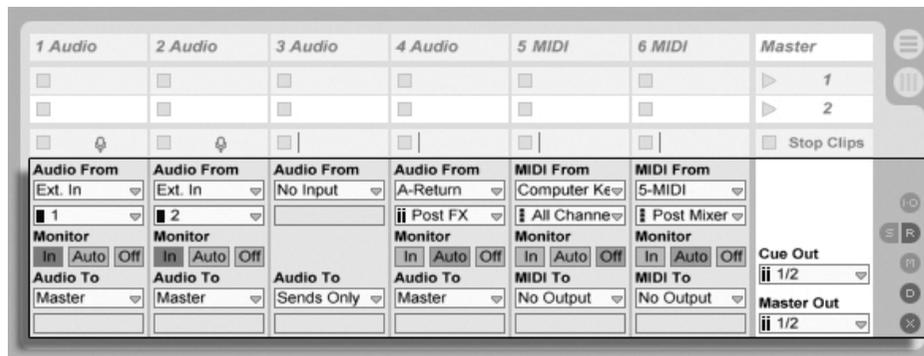 1 Audio 2 Audio 3 Audio 4 Audio 5 MIDI 6 MIDI Master
1
2
Stop Clips
Audio From Audio From Audio From Audio From MIDI From MIDI From
Ext. In Ext. In No Input A-Return Computer Ke 5-MIDI
1 2 Post FX All Channe Post Mixer
Monitor Monitor Monitor Monitor Monitor
In Auto Off In Auto Off In Auto Off In Auto Off In Auto Off
Cue Out
Audio To Audio To Audio To Audio To MIDI To MIDI To
1/2
Master Master Sends Only Master No Output No Output
Master Out
1/2
I-O
S R
M
D
X